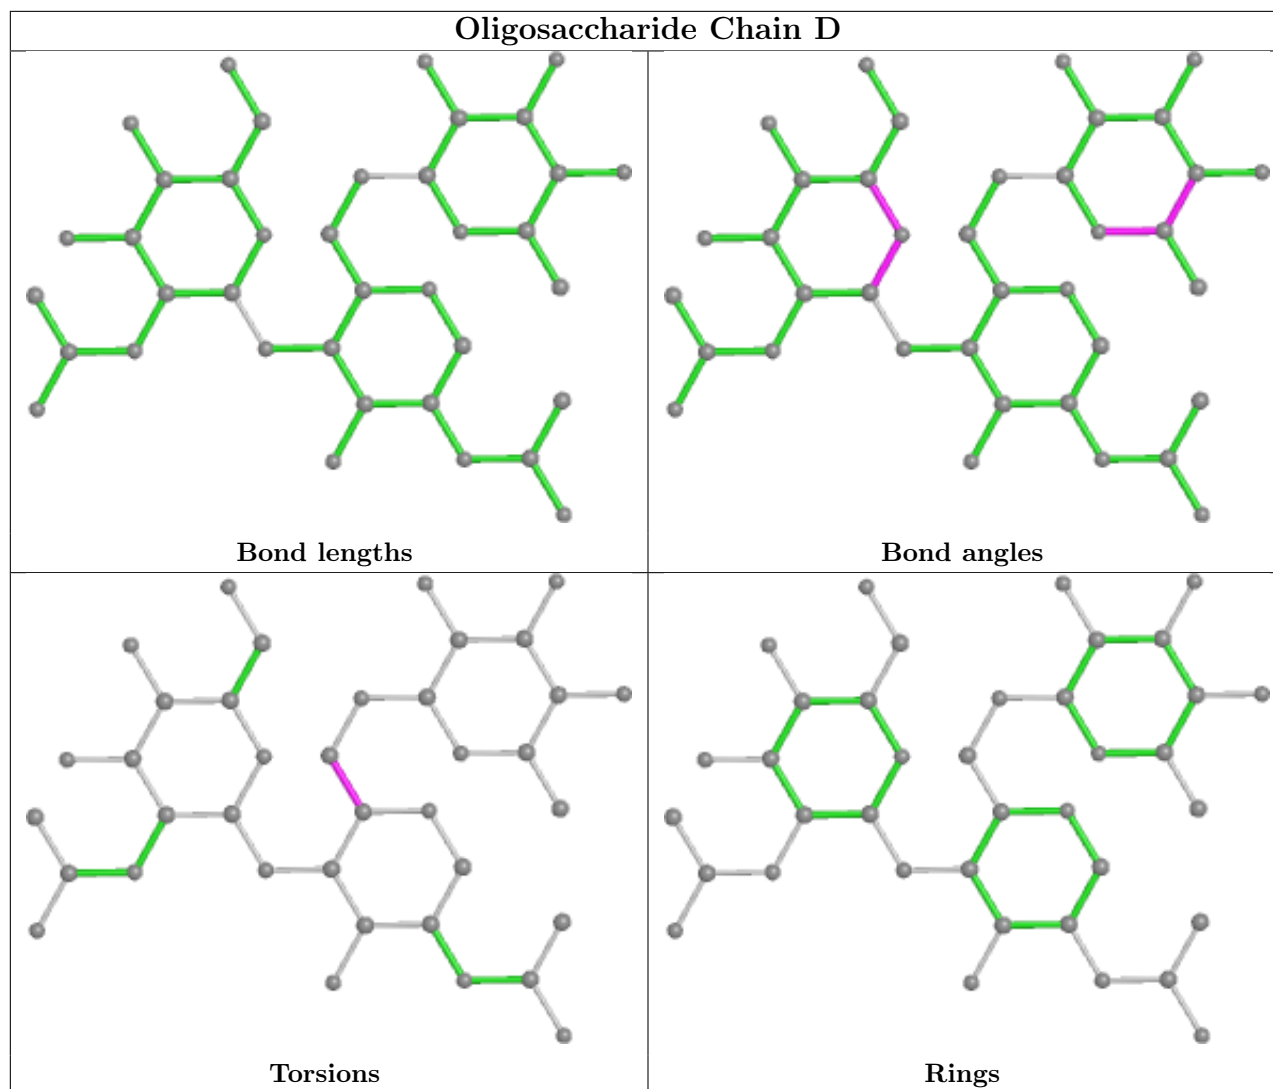 Oligosaccharide Chain D
Bond lengths
Bond angles
Torsions
Rings